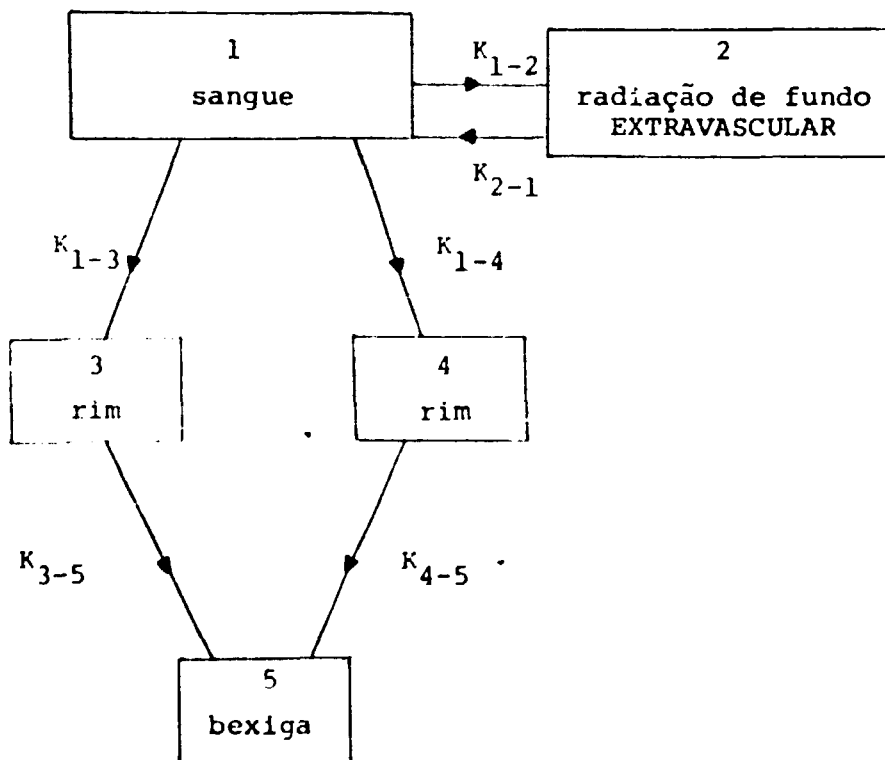 1
sangue
K1-2
2
radiação de fundo
EXTRAVASCULAR
K2-1
K1-3
K1-4
3
rim
4
rim
K3-5
K4-5
5
bexiga